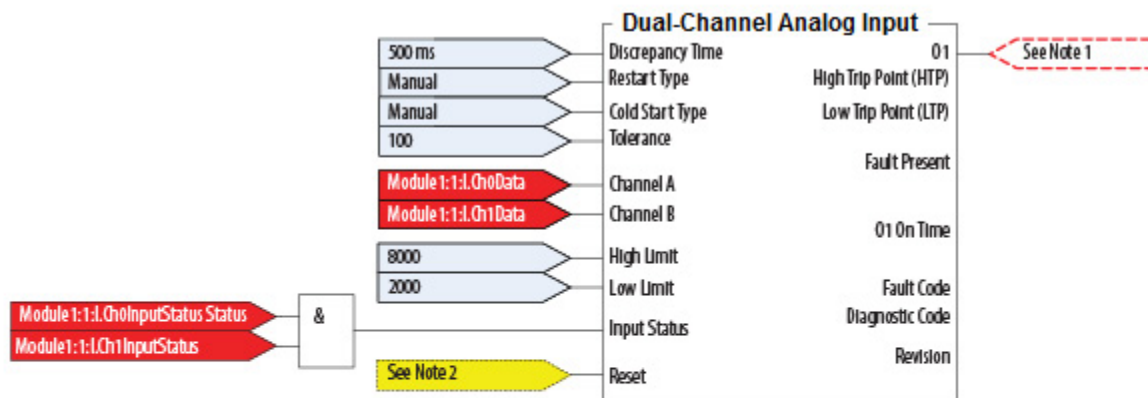 Dual-Channel Analog Input
500 ms Discrepancy Time O1 See Note 1
Manual Restart Type High Trip Point (HTP)
Manual Cold Start Type Low Trip Point (LTP)
100 Tolerance
Fault Present
Module1:1:I.Ch0Data Channel A
Module1:1:I.Ch1Data Channel B
O1 On Time
8000 High Limit
2000 Low Limit Fault Code
Module1:1:I.Ch0InputStatus Status & Diagnostic Code
Input Status
Module1:1:I.Ch1InputStatus
Revision
See Note 2 Reset